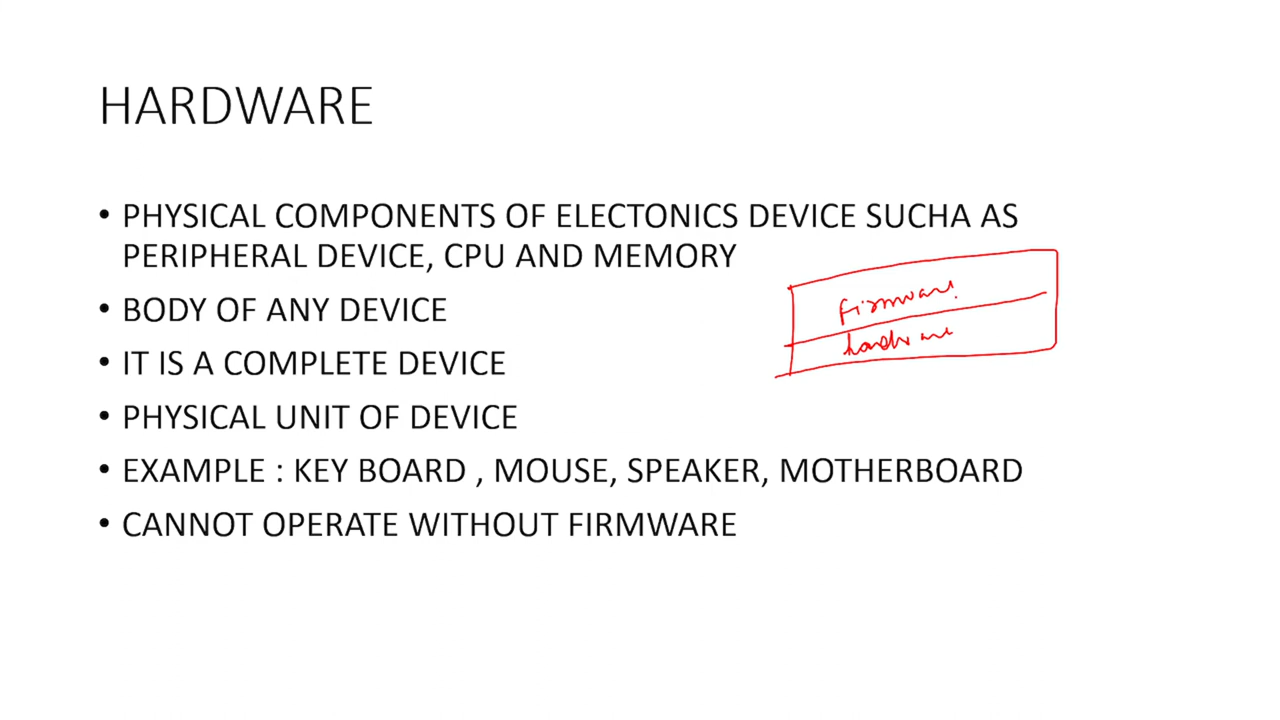 HARDWARE
• PHYSICAL COMPONENTS OF ELECTONICS DEVICE SUCHA AS
PERIPHERAL DEVICE, CPU AND MEMORY
firmware
• BODY OF ANY DEVICE
hardware
• IT IS A COMPLETE DEVICE
• PHYSICAL UNIT OF DEVICE
• EXAMPLE : KEY BOARD , MOUSE, SPEAKER, MOTHERBOARD
• CANNOT OPERATE WITHOUT FIRMWARE